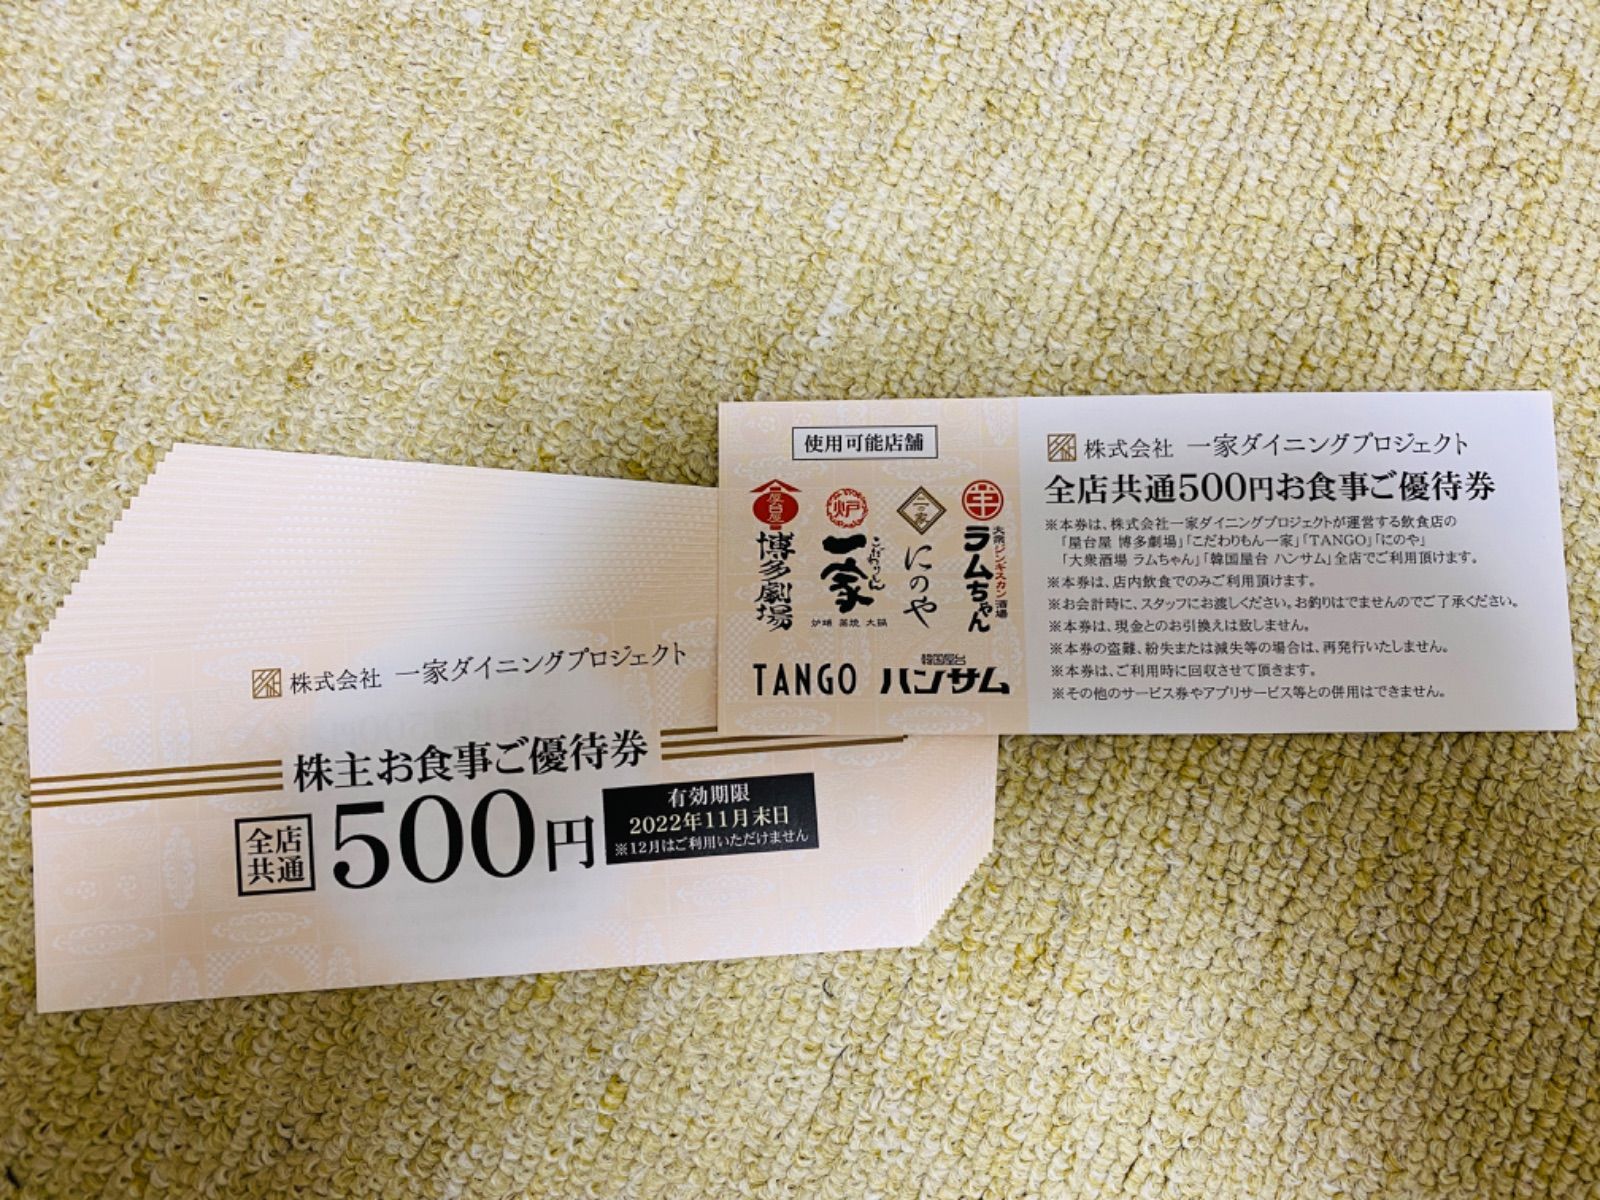 株式会社 一家ダイニングプロジェクト
株主お食事ご優待券
全店
共通
500円
有効期限
2022年11月末日
※12月はご利用いただけません
使用可能店舗
屋台屋
博多劇場
炉
こだわりもん
一家
炉端 蒸焼 大鍋
二の家
にのや
羊
大衆ジンギスカン酒場
ラムちゃん
TANGO
韓国屋台
ハンサム
株式会社 一家ダイニングプロジェクト
全店共通500円お食事ご優待券
※本券は、株式会社一家ダイニングプロジェクトが運営する飲食店の
「屋台屋 博多劇場」「こだわりもん一家」「TANGO」「にのや」
「大衆酒場 ラムちゃん」「韓国屋台 ハンサム」全店でご利用頂けます。
※本券は、店内飲食でのみご利用頂けます。
※お会計時に、スタッフにお渡しください。お釣りはでませんのでご了承ください。
※本券は、現金とのお引換えは致しません。
※本券の盗難、紛失または滅失等の場合は、再発行いたしません。
※本券は、ご利用時に回収させて頂きます。
※その他のサービス券やアプリサービス等との併用はできません。